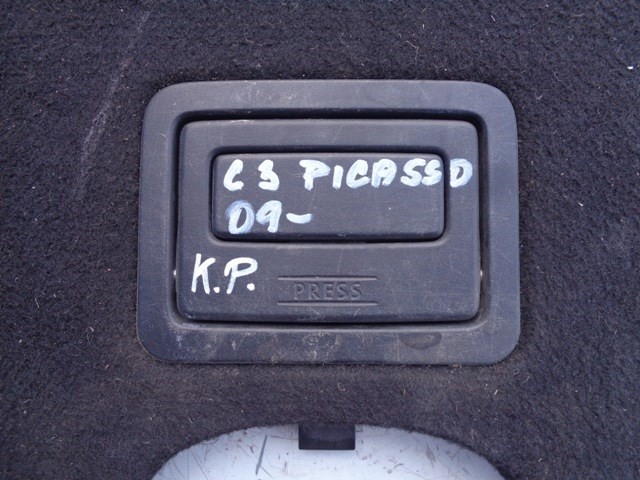 C3 PICASSO
09-
K.P.
PRESS